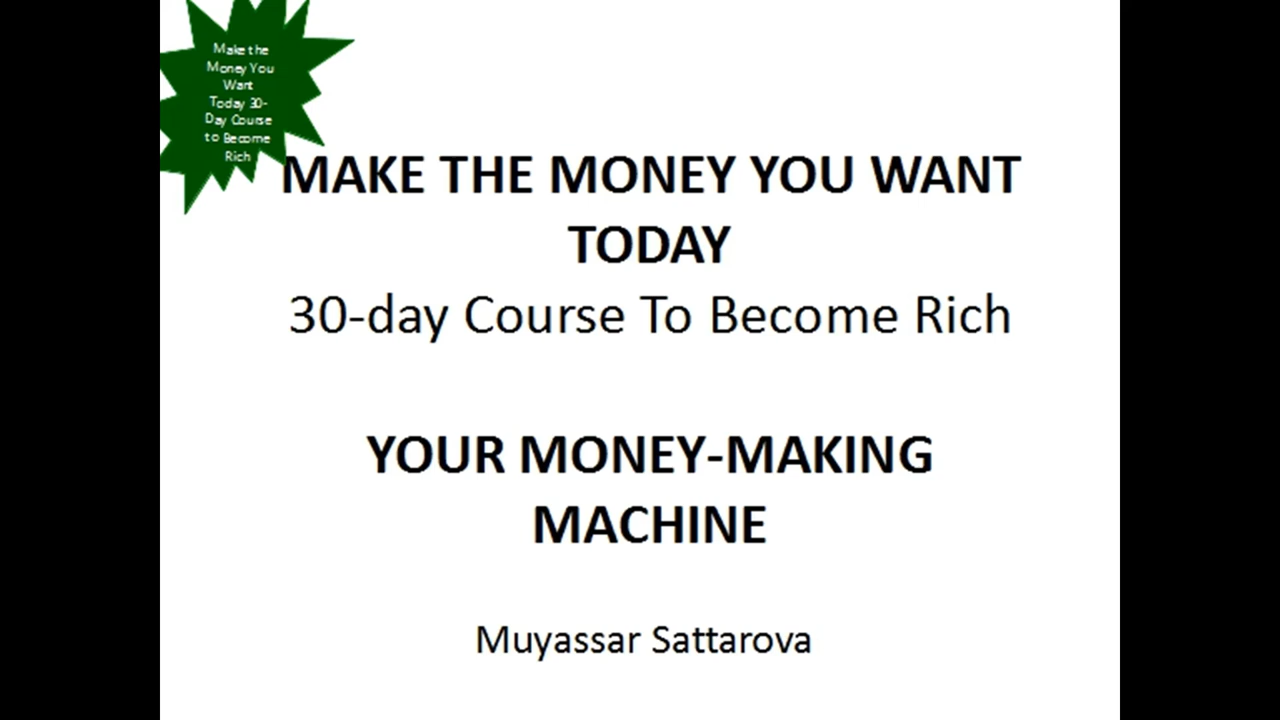 Make the
Money You
Want
Today 30-
Day Course
to Become
Rich
MAKE THE MONEY YOU WANT
TODAY
30-day Course To Become Rich
YOUR MONEY-MAKING
MACHINE
Muyassar Sattarova